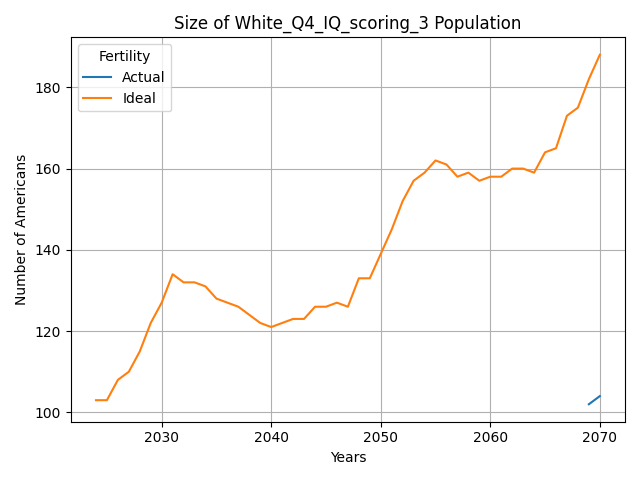 Size of White_Q4_IQ_scoring_3 Population
Fertility
Actual
Ideal
Number of Americans
180
160
140
120
100
2030 2040 2050 2060 2070
Years